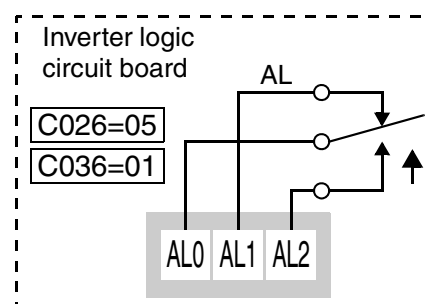 Inverter logic
circuit board
AL
C026=05
C036=01
AL0 AL1 AL2